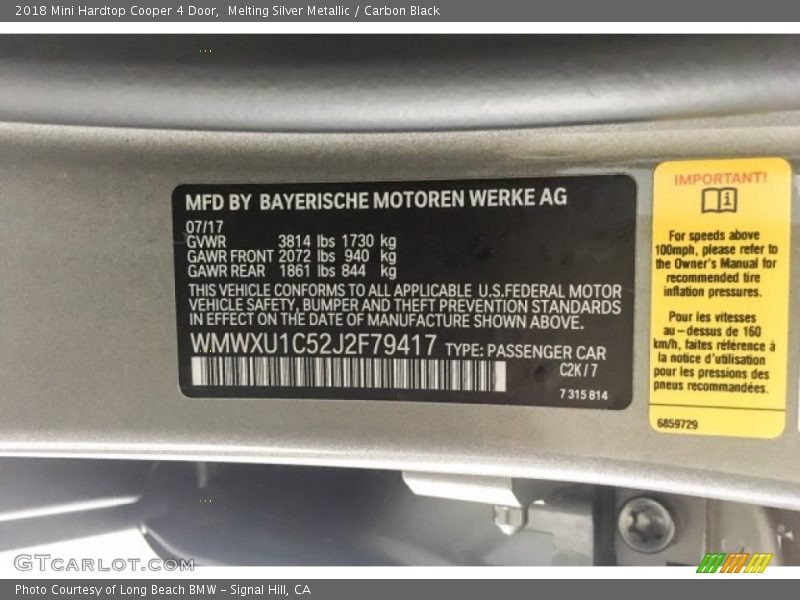 2018 Mini Hardtop Cooper 4 Door,  Melting Silver Metallic / Carbon Black
MFD BY BAYERISCHE MOTOREN WERKE AG
07/17
GVWR 3814 lbs 1730 kg
GAWR FRONT 2072 lbs 940 kg
GAWR REAR 1861 lbs 844 kg
THIS VEHICLE CONFORMS TO ALL APPLICABLE U.S.FEDERAL MOTOR
VEHICLE SAFETY, BUMPER AND THEFT PREVENTION STANDARDS
IN EFFECT ON THE DATE OF MANUFACTURE SHOWN ABOVE.
WMWXU1C52J2F79417 TYPE: PASSENGER CAR
C2K/7
7 315 814
IMPORTANT!
For speeds above
100mph, please refer to
the Owner's Manual for
recommended tire
inflation pressures.
Pour les vitesses
au-dessus de 160
km/h, faites référence à
la notice d'utilisation
pour les pressions des
pneus recommandées.
6859729
GTCARLOT.COM
Photo Courtesy of Long Beach BMW - Signal Hill, CA